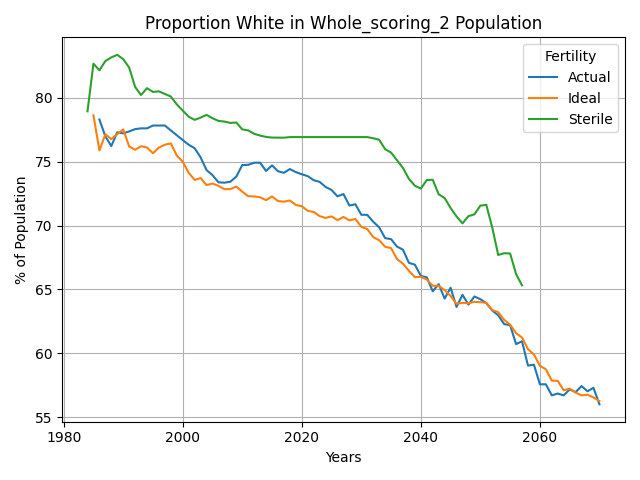 Proportion White in Whole_scoring_2 Population
Fertility
Actual
Ideal
Sterile
% of Population
80
75
70
65
60
55
1980
2000
2020
2040
2060
Years